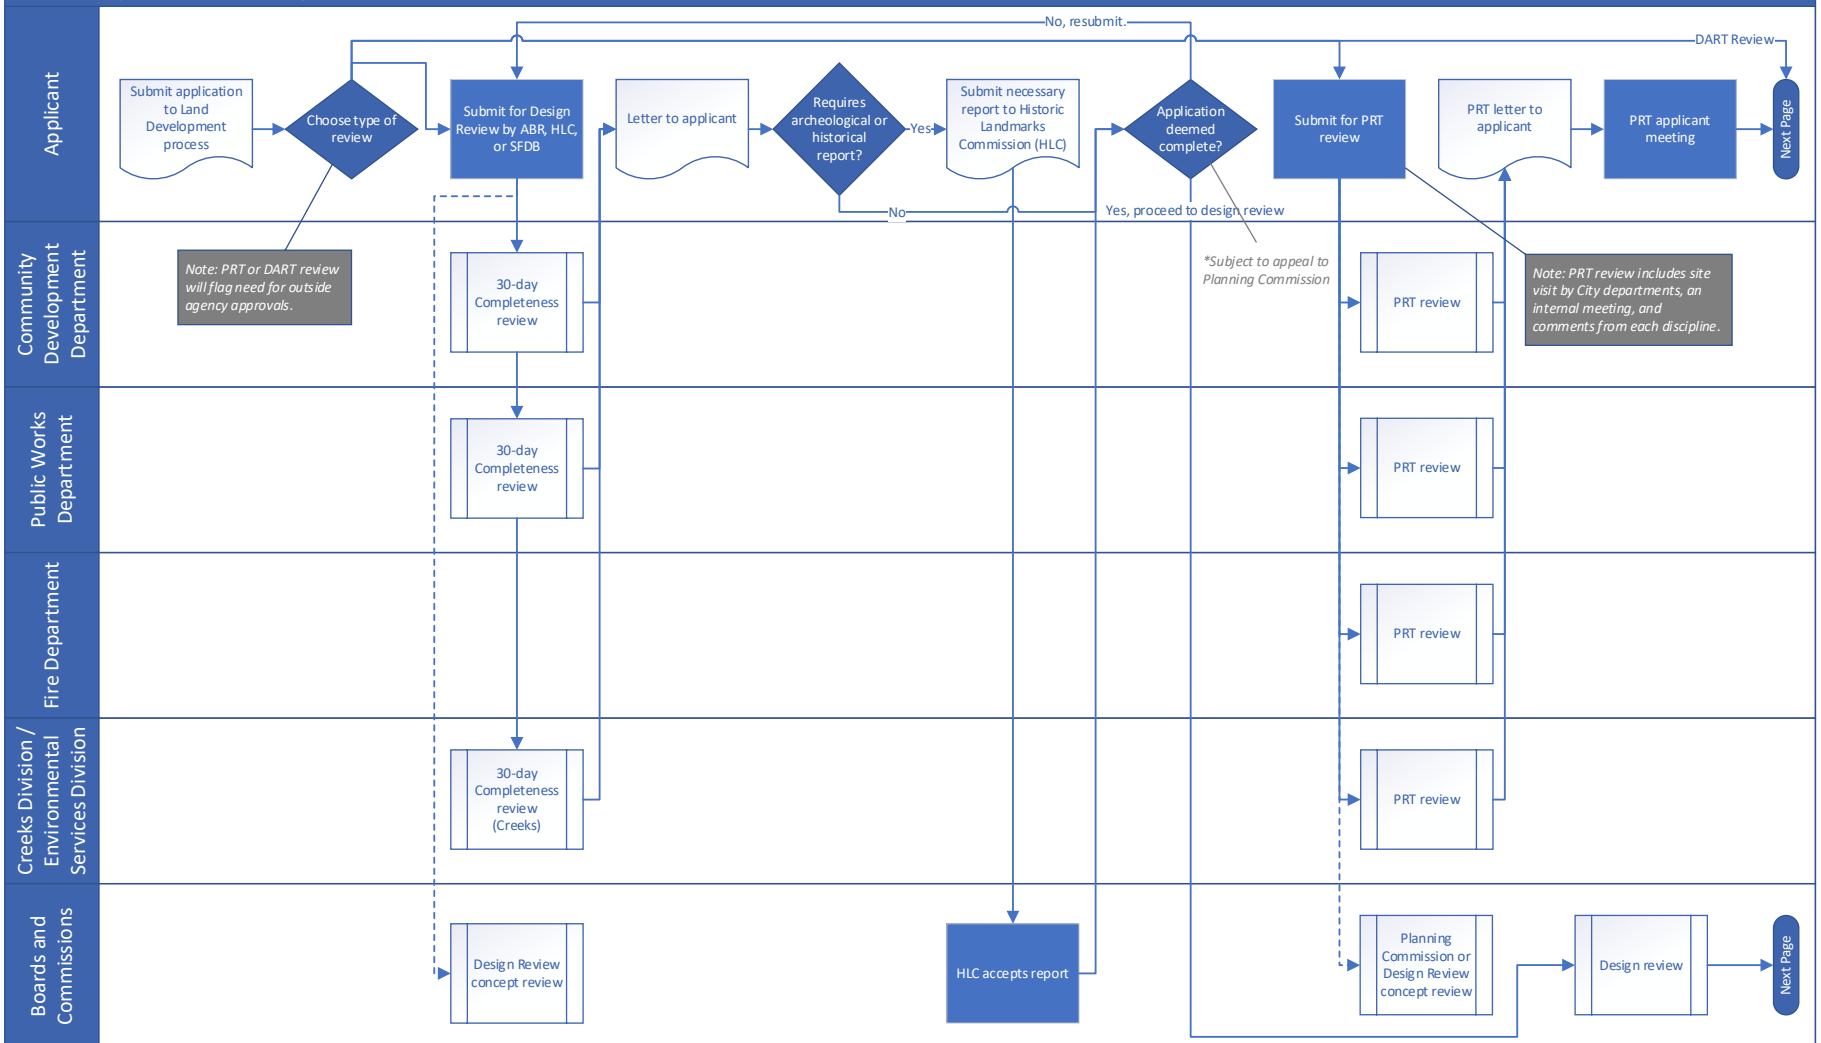 No, resubmit.
DART Review
Applicant
Submit application
to Land
Development
process
Choose type of
review
Submit for Design
Review by ABR, HLC,
or SFDB
Letter to applicant
Requires
archeological or
historical
report?
Yes
Submit necessary
report to Historic
Landmarks
Commission (HLC)
Application
deemed
complete?
Submit for PRT
review
PRT letter to
applicant
PRT applicant
meeting
Next Page
No
Yes, proceed to design review
Community
Development
Department
Note: PRT or DART review
will flag need for outside
agency approvals.
30-day
Completeness
review
*Subject to appeal to
Planning Commission
PRT review
Note: PRT review includes site
visit by City departments, an
internal meeting, and
comments from each discipline.
Public Works
Department
30-day
Completeness
review
PRT review
Fire Department
PRT review
Creeks Division /
Environmental
Services Division
30-day
Completeness
review
(Creeks)
PRT review
Boards and
Commissions
Design Review
concept review
HLC accepts report
Planning
Commission or
Design Review
concept review
Design review
Next Page